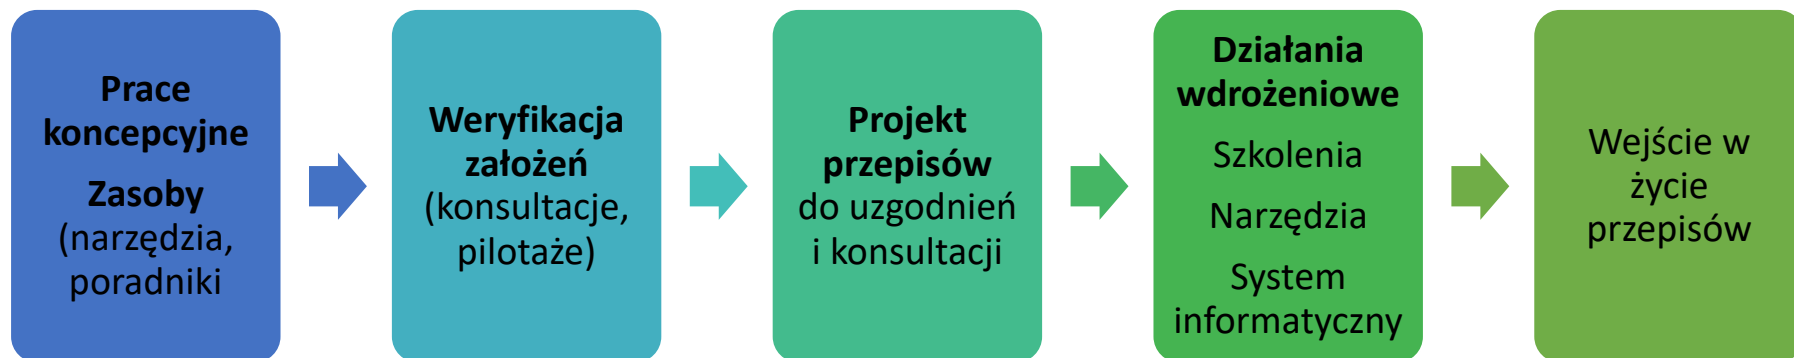 Prace
koncepcyjne
Zasoby
(narzędzia,
poradniki
Weryfikacja
założeń
(konsultacje,
pilotaże)
Projekt
przepisów
do uzgodnień
i konsultacji
Działania
wdrożeniowe
Szkolenia
Narzędzia
System
informatyczny
Wejście w
życie
przepisów